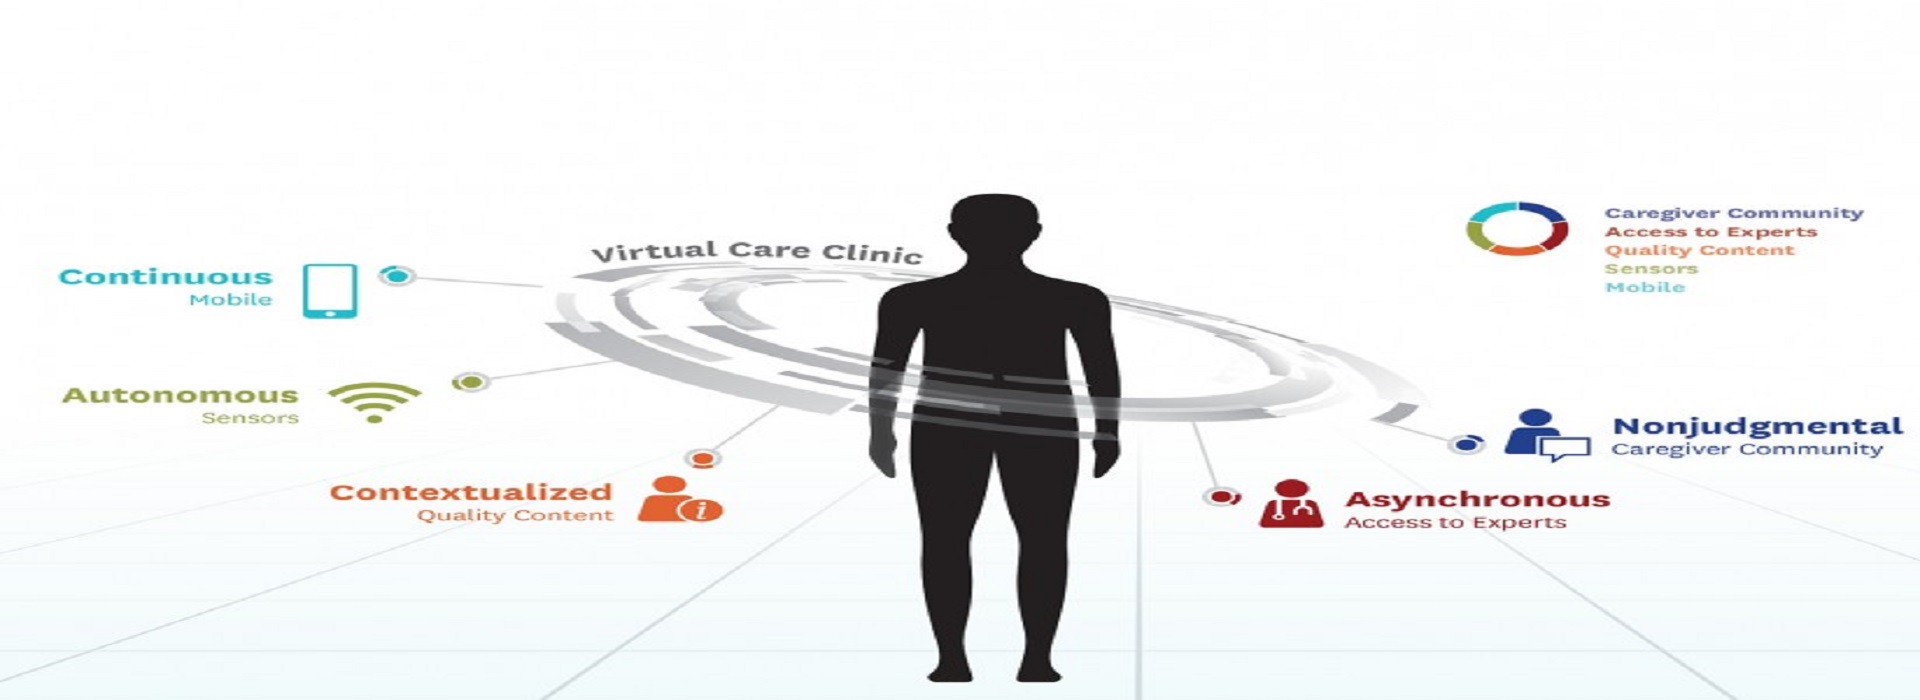 Virtual Care Clinic
Continuous
Mobile
Autonomous
Sensors
Contextualized
Quality Content
i
Caregiver Community
Access to Experts
Quality Content
Sensors
Mobile
Nonjudgmental
Caregiver Community
Asynchronous
Access to Experts